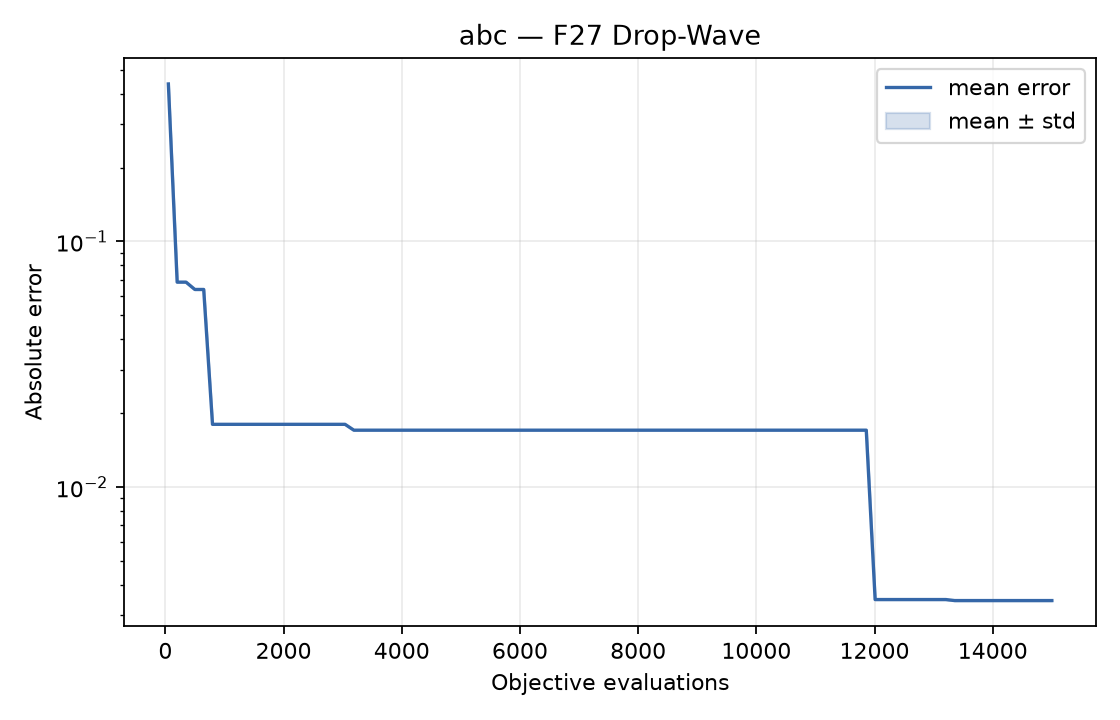 abc — F27 Drop-Wave
mean error
mean ± std
Absolute error
10⁻¹
10⁻²
0 2000 4000 6000 8000 10000 12000 14000
Objective evaluations